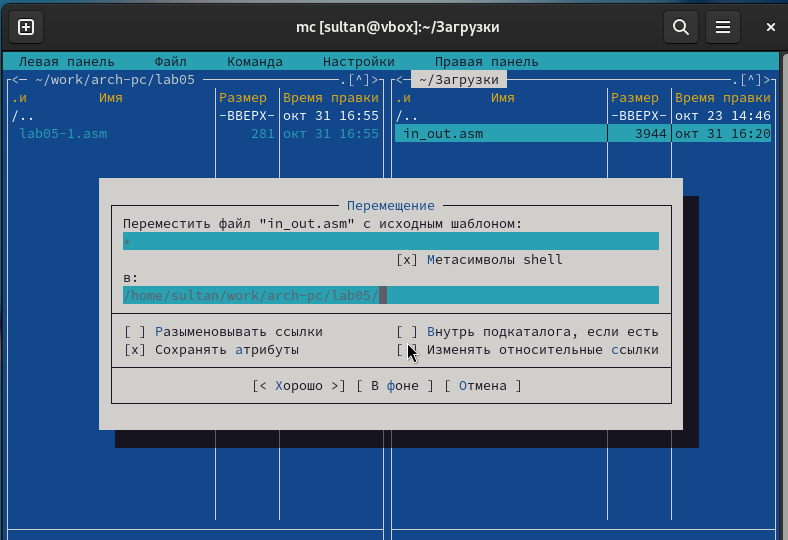 mc [sultan@vbox]:~/Загрузки
Левая панель Файл Команда Настройки Правая панель
<— ~/work/arch-pc/lab05 .[^]> <— ~/Загрузки .[^]>
.и Имя Размер Время правки .и Имя Размер Время правки
/.. -ВВЕРХ- окт 31 16:55 /.. -ВВЕРХ- окт 23 14:46
lab05-1.asm 281 окт 31 16:55 in_out.asm 3944 окт 31 16:20
Перемещение
Переместить файл "in_out.asm" с исходным шаблоном:
*
[x] Метасимволы shell
в:
/home/sultan/work/arch-pc/lab05/
[ ] Разыменовывать ссылки [ ] Внутрь подкаталога, если есть
[x] Сохранять атрибуты [ ] Изменять относительные ссылки
[< Хорошо >] [ В фоне ] [ Отмена ]